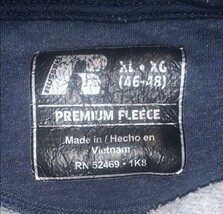 XL • XG
(46-48)
PREMIUM FLEECE
Made in / Hecho en
Vietnam
RN 52469 • 1K8